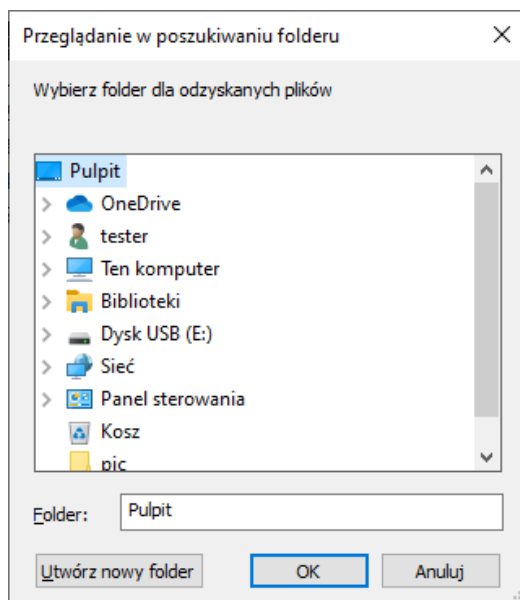 Przeglądanie w poszukiwaniu folderu
Wybierz folder dla odzyskanych plików
Pulpit
OneDrive
tester
Ten komputer
Biblioteki
Dysk USB (E:)
Sieć
Panel sterowania
Kosz
pic
Folder: Pulpit
Utwórz nowy folder OK Anuluj